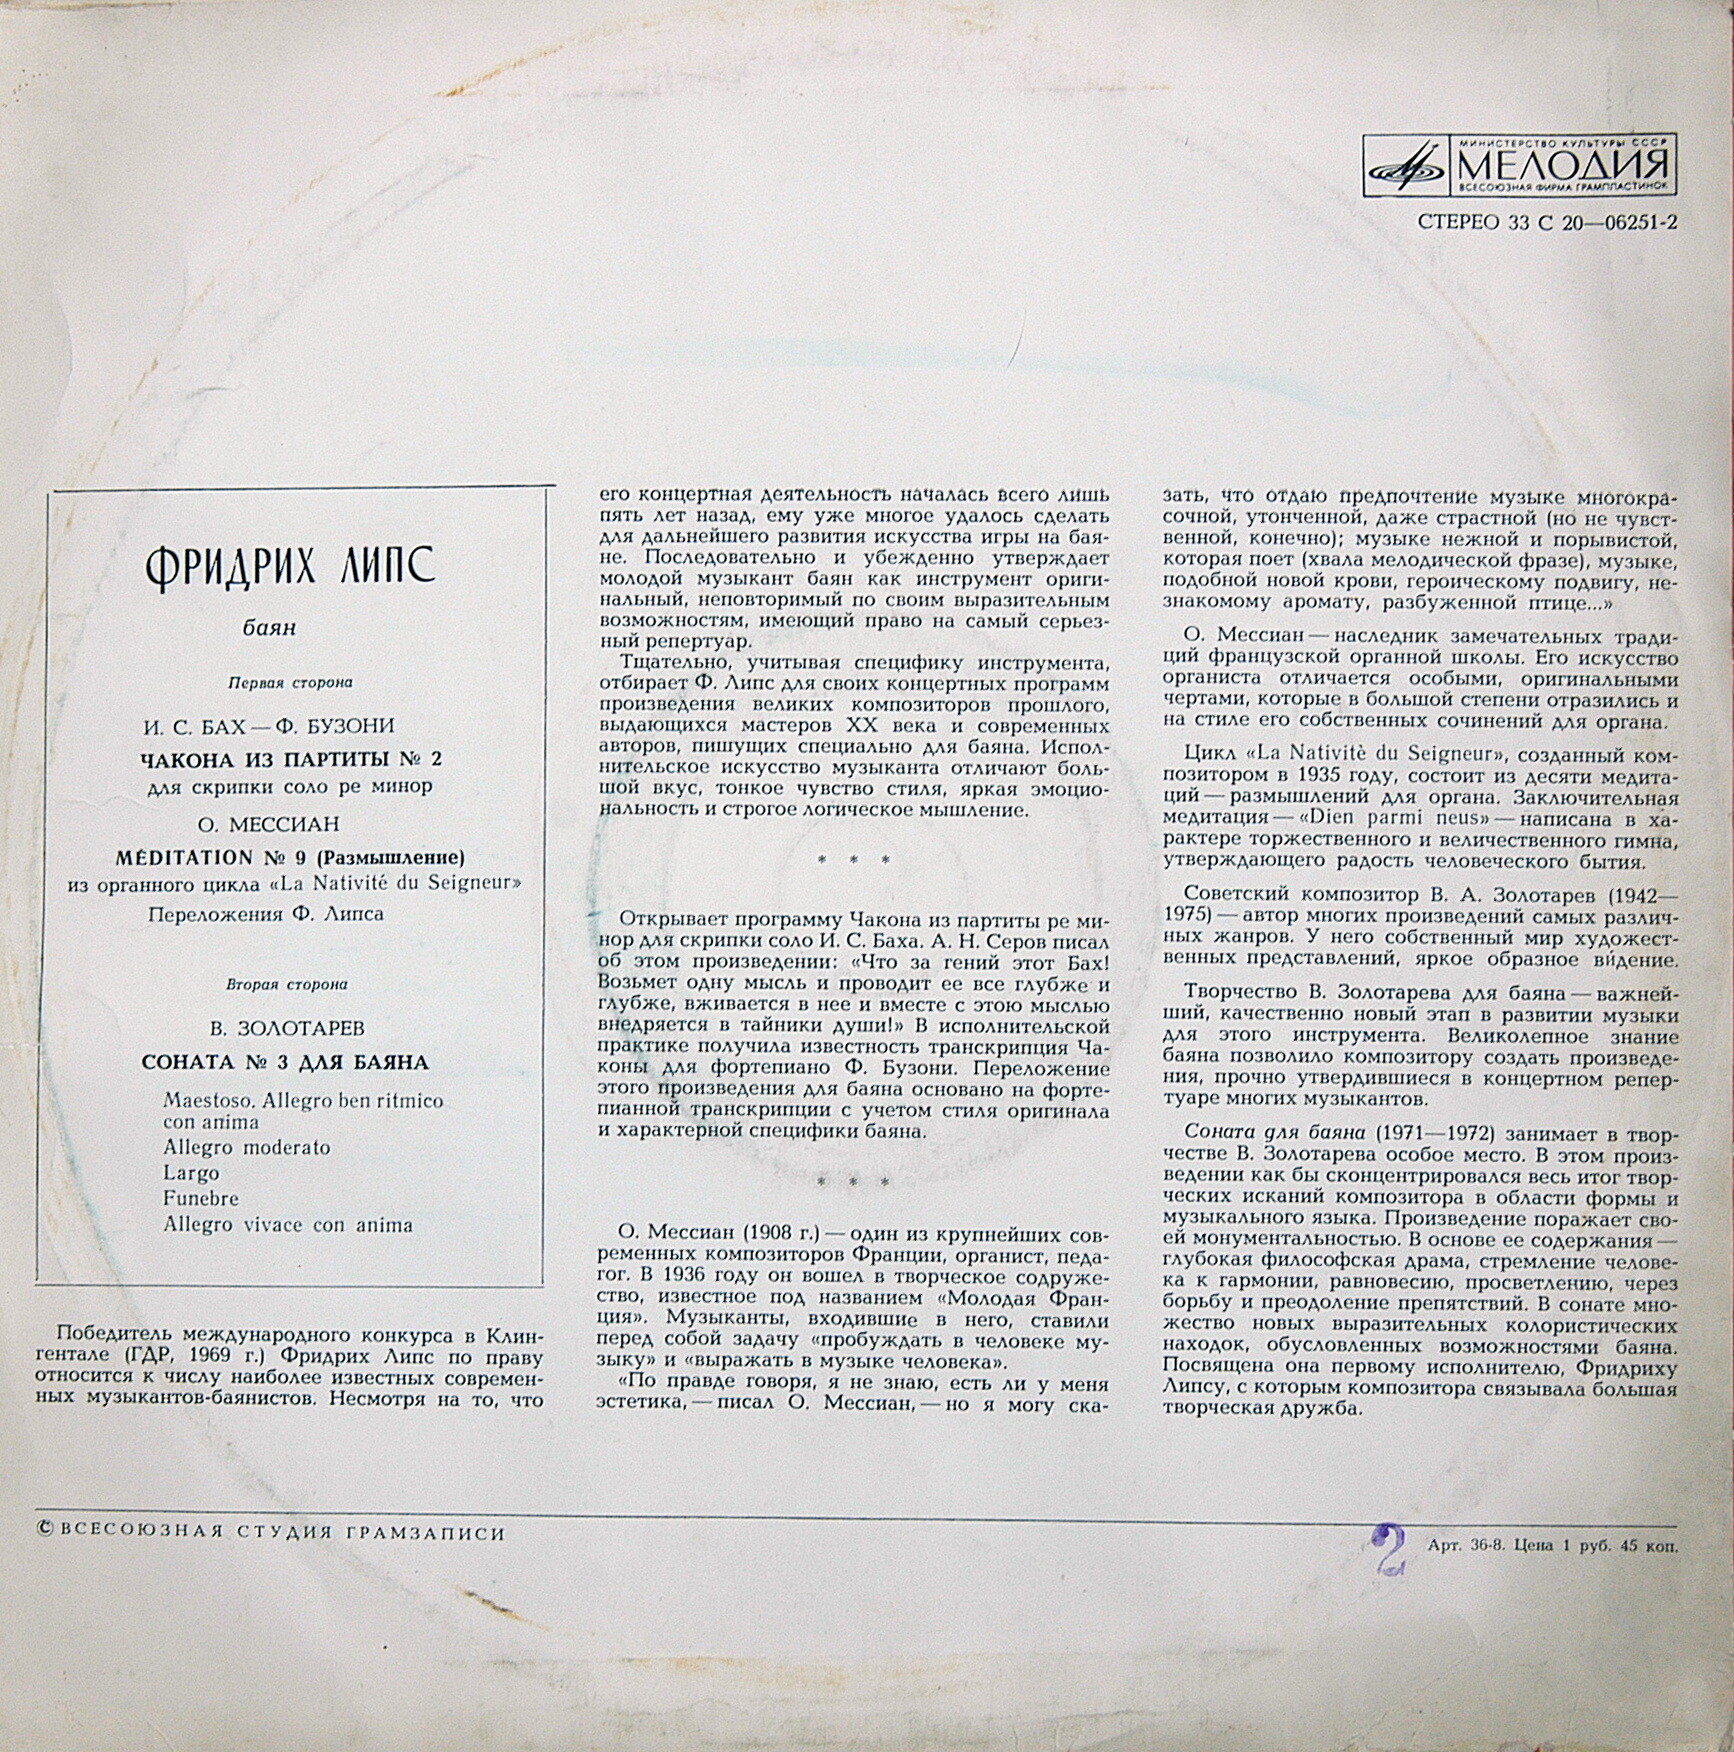 МИНИСТЕРСТВО КУЛЬТУРЫ СССР
МЕЛОДИЯ
ВСЕСОЮЗНАЯ ФИРМА ГРАМПЛАСТИНОК
СТЕРЕО 33 С 20—06251-2
ФРИДРИХ ЛИПС
баян
Первая сторона
И. С. БАХ — Ф. БУЗОНИ
ЧАКОНА ИЗ ПАРТИТЫ № 2
для скрипки соло ре минор
О. МЕССИАН
MÉDITATION № 9 (Размышление)
из органного цикла «La Nativité du Seigneur»
Переложения Ф. Липса
Вторая сторона
В. ЗОЛОТАРЕВ
СОНАТА № 3 ДЛЯ БАЯНА
Maestoso. Allegro ben ritmico
con anima
Allegro moderato
Largo
Funebre
Allegro vivace con anima
Победитель международного конкурса в Клин-
гентале (ГДР, 1969 г.) Фридрих Липс по праву
относится к числу наиболее известных современ-
ных музыкантов-баянистов. Несмотря на то, что
его концертная деятельность началась всего лишь
пять лет назад, ему уже многое удалось сделать
для дальнейшего развития искусства игры на бая-
не. Последовательно и убежденно утверждает
молодой музыкант баян как инструмент ориги-
нальный, неповторимый по своим выразительным
возможностям, имеющий право на самый серьез-
ный репертуар.
Тщательно, учитывая специфику инструмента,
отбирает Ф. Липс для своих концертных программ
произведения великих композиторов прошлого,
выдающихся мастеров XX века и современных
авторов, пишущих специально для баяна. Испол-
нительское искусство музыканта отличают боль-
шой вкус, тонкое чувство стиля, яркая эмоцио-
нальность и строгое логическое мышление.
* * *
Открывает программу Чакона из партиты ре ми-
нор для скрипки соло И. С. Баха. А. Н. Серов писал
об этом произведении: «Что за гений этот Бах!
Возьмет одну мысль и проводит ее все глубже и
глубже, вживается в нее и вместе с этою мыслью
внедряется в тайники души!» В исполнительской
практике получила известность транскрипция Ча-
коны для фортепиано Ф. Бузони. Переложение
этого произведения для баяна основано на форте-
пианной транскрипции с учетом стиля оригинала
и характерной специфики баяна.
* * *
О. Мессиан (1908 г.) — один из крупнейших сов-
ременных композиторов Франции, органист, педа-
гог. В 1936 году он вошел в творческое содруже-
ство, известное под названием «Молодая Фран-
ция». Музыканты, входившие в него, ставили
перед собой задачу «пробуждать в человеке му-
зыку» и «выражать в музыке человека».
«По правде говоря, я не знаю, есть ли у меня
эстетика, — писал О. Мессиан, — но я могу ска-
зать, что отдаю предпочтение музыке многокра-
сочной, утонченной, даже страстной (но не чувст-
венной, конечно); музыке нежной и порывистой,
которая поет (хвала мелодической фразе), музыке,
подобной новой крови, героическому подвигу, не-
знакомому аромату, разбуженной птице...»
О. Мессиан — наследник замечательных тради-
ций французской органной школы. Его искусство
органиста отличается особыми, оригинальными
чертами, которые в большой степени отразились и
на стиле его собственных сочинений для органа.
Цикл «La Nativitè du Seigneur», созданный ком-
позитором в 1935 году, состоит из десяти медита-
ций — размышлений для органа. Заключительная
медитация — «Dien parmi neus» — написана в ха-
рактере торжественного и величественного гимна,
утверждающего радость человеческого бытия.
Советский композитор В. А. Золотарев (1942—
1975) — автор многих произведений самых различ-
ных жанров. У него собственный мир художест-
венных представлений, яркое образное ви́дение.
Творчество В. Золотарева для баяна — важней-
ший, качественно новый этап в развитии музыки
для этого инструмента. Великолепное знание
баяна позволило композитору создать произведе-
ния, прочно утвердившиеся в концертном репер-
туаре многих музыкантов.
Соната для баяна (1971—1972) занимает в твор-
честве В. Золотарева особое место. В этом произ-
ведении как бы сконцентрировался весь итог твор-
ческих исканий композитора в области формы и
музыкального языка. Произведение поражает сво-
ей монументальностью. В основе ее содержания —
глубокая философская драма, стремление челове-
ка к гармонии, равновесию, просветлению, через
борьбу и преодоление препятствий. В сонате мно-
жество новых выразительных колористических
находок, обусловленных возможностями баяна.
Посвящена она первому исполнителю, Фридриху
Липсу, с которым композитора связывала большая
творческая дружба.
© ВСЕСОЮЗНАЯ СТУДИЯ ГРАМЗАПИСИ
2
Арт. 36-8. Цена 1 руб. 45 коп.